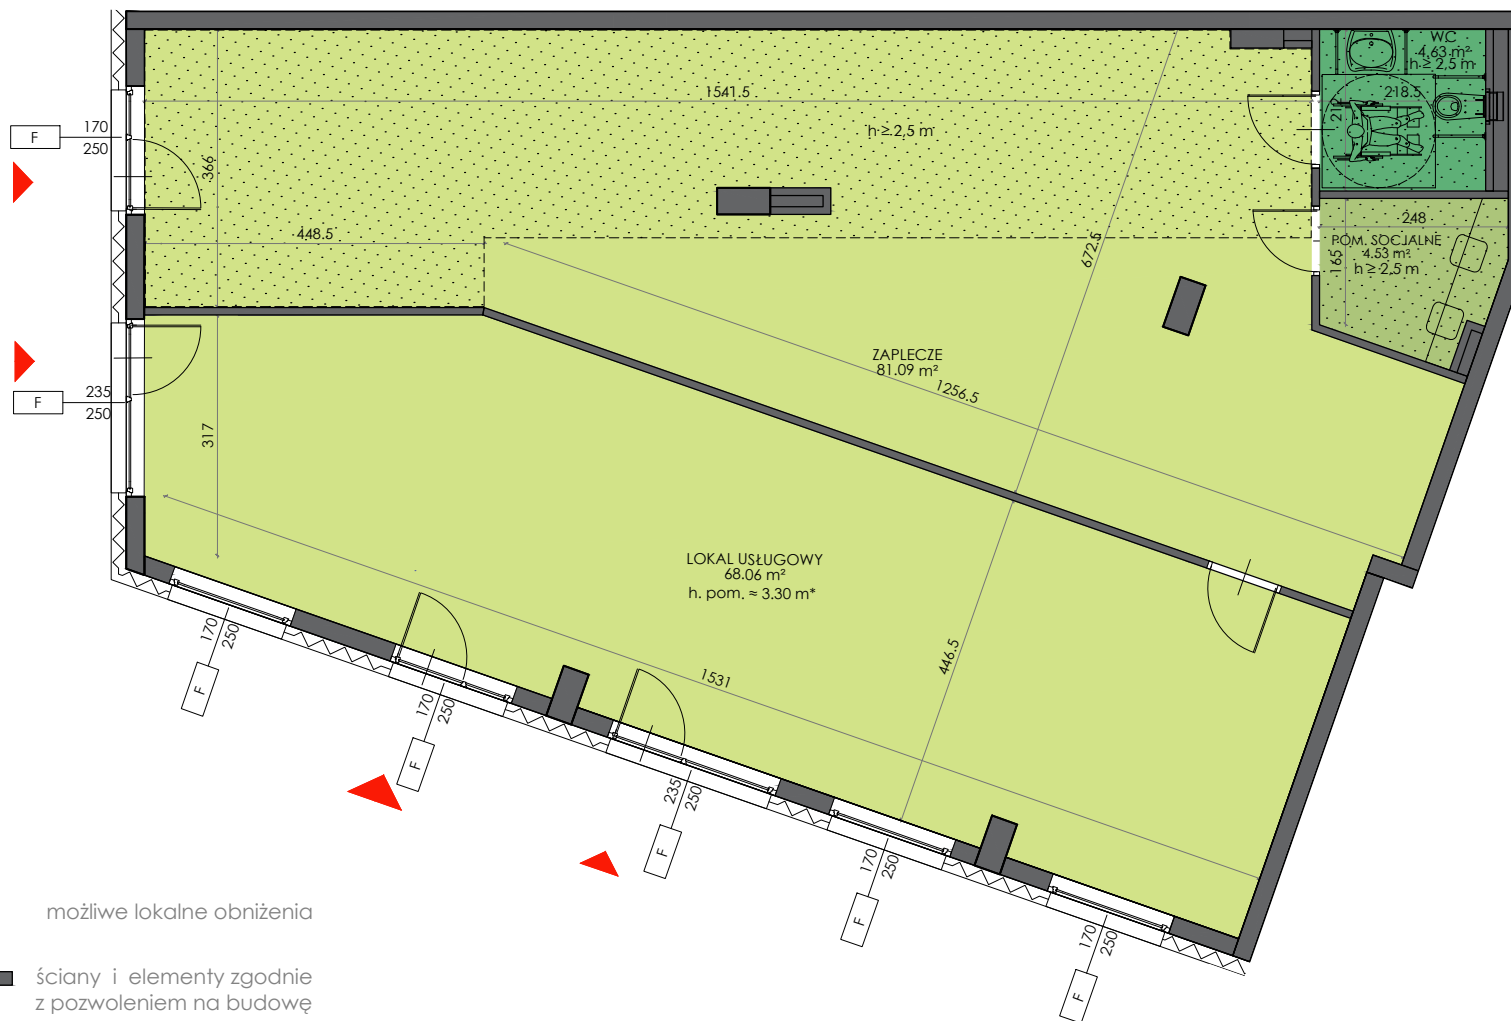 WC
4.63 m²
h ≥ 2,5 m
218.5
1541.5
h ≥ 2,5 m
F
170
250
366
448.5
672.5
248
POM. SOCJALNE
4.53 m²
h ≥ 2,5 m
165
ZAPLECZE
81.09 m²
1256.5
F
235
250
317
LOKAL USŁUGOWY
68.06 m²
h. pom. ≈ 3.30 m*
446.5
1531
170
250
F
170
250
F
235
250
F
170
250
F
170
250
F
możliwe lokalne obniżenia
ściany i elementy zgodnie
z pozwoleniem na budowę